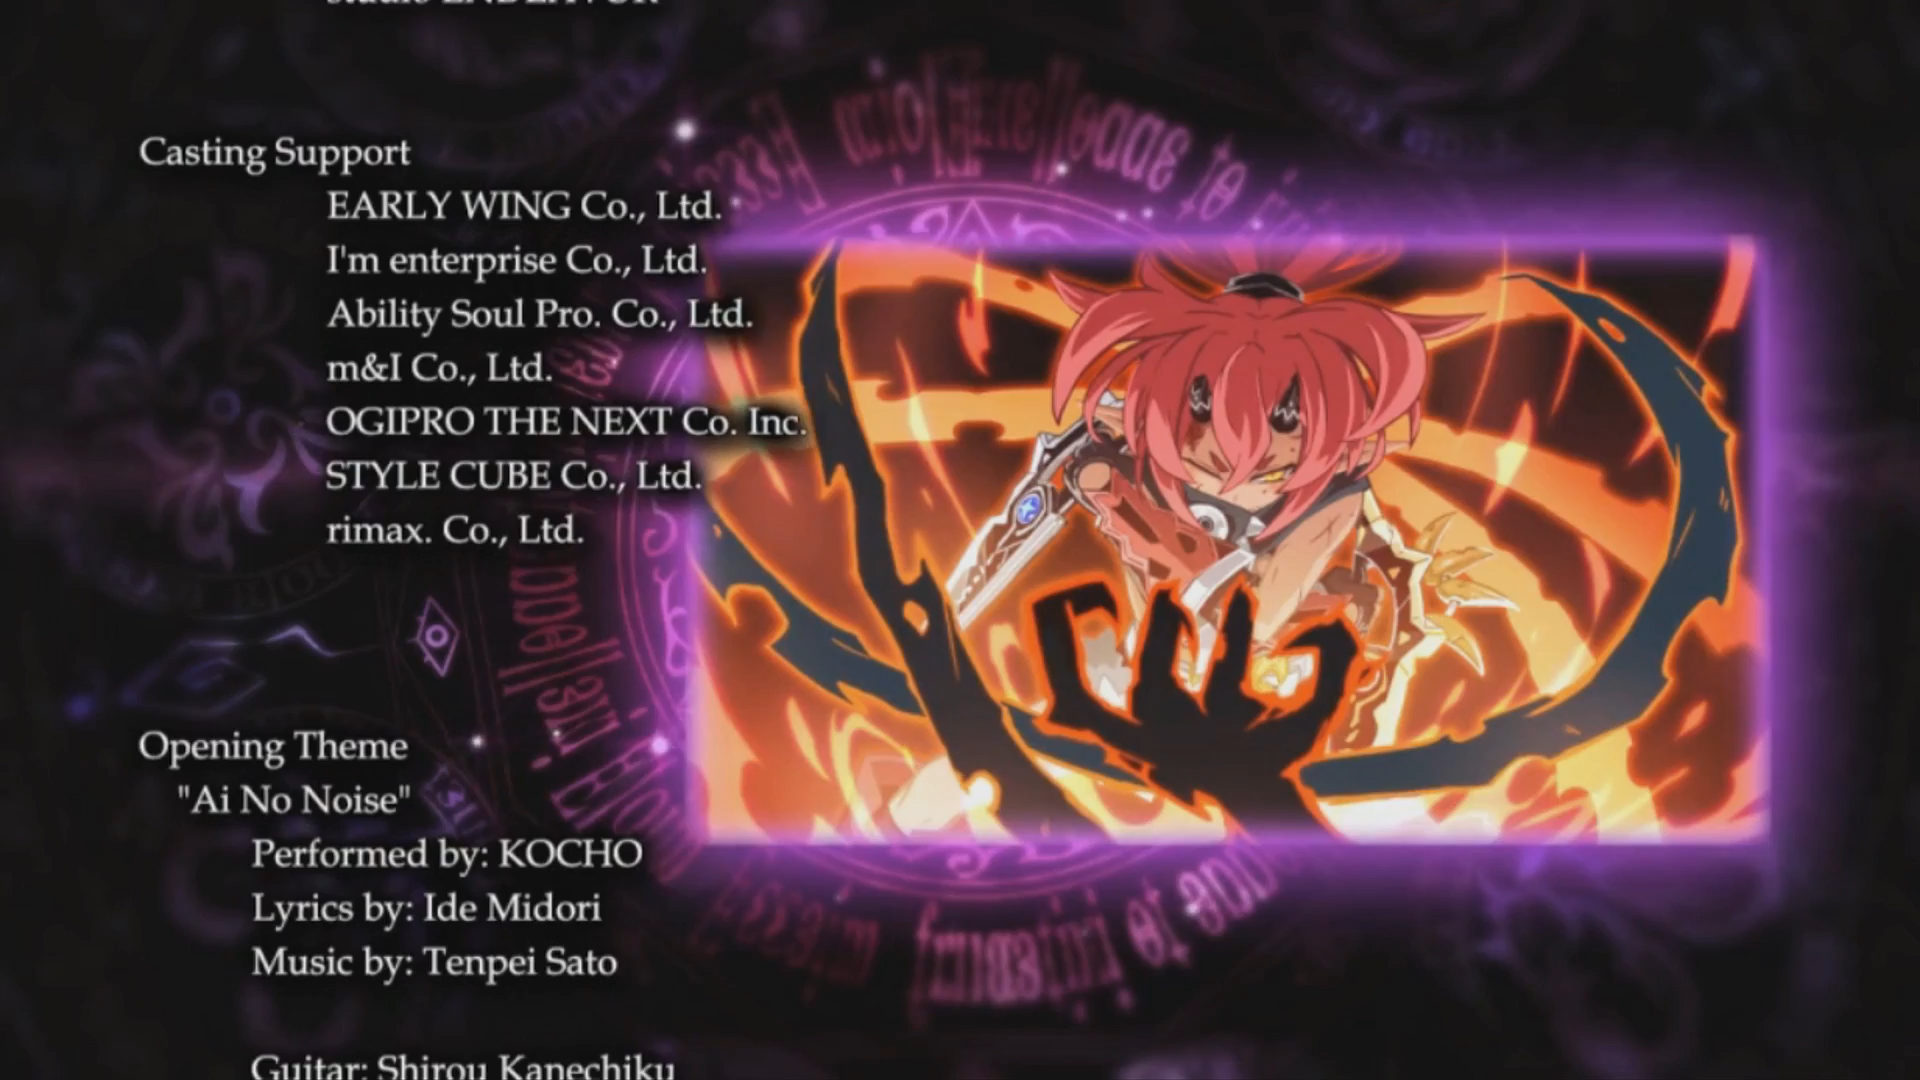 studio ENDEAVOR
Casting Support
EARLY WING Co., Ltd.
I'm enterprise Co., Ltd.
Ability Soul Pro. Co., Ltd.
m&I Co., Ltd.
OGIPRO THE NEXT Co. Inc.
STYLE CUBE Co., Ltd.
rimax. Co., Ltd.
Opening Theme
"Ai No Noise"
Performed by: KOCHO
Lyrics by: Ide Midori
Music by: Tenpei Sato
Guitar: Shirou Kanechiku